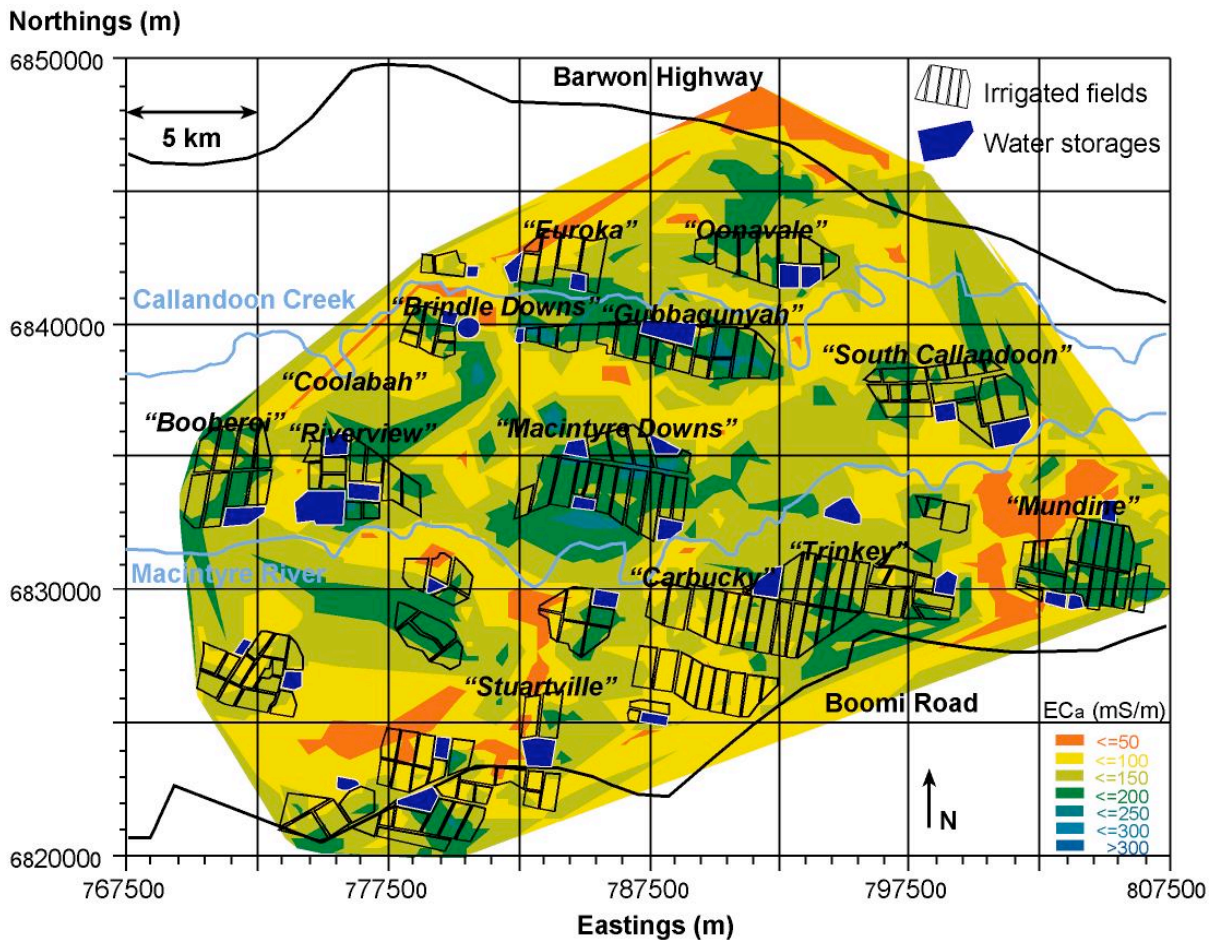 Northings (m)
6850000
Barwon Highway
Irrigated fields
5 km
Water storages
“Euroka”
“Oonavale”
Callandoon Creek
“Brindle Downs”
“Gubbagunyah”
6840000
“South Callandoon”
“Coolabah”
“Booberoi”
“Riverview”
“Macintyre Downs”
“Mundine”
“Trinkey”
Macintyre River
“Carbucky”
6830000
“Stuartville”
Boomi Road
ECa (mS/m)
<=50
<=100
<=150
<=200
<=250
<=300
>300
N
6820000
767500
777500
787500
797500
807500
Eastings (m)